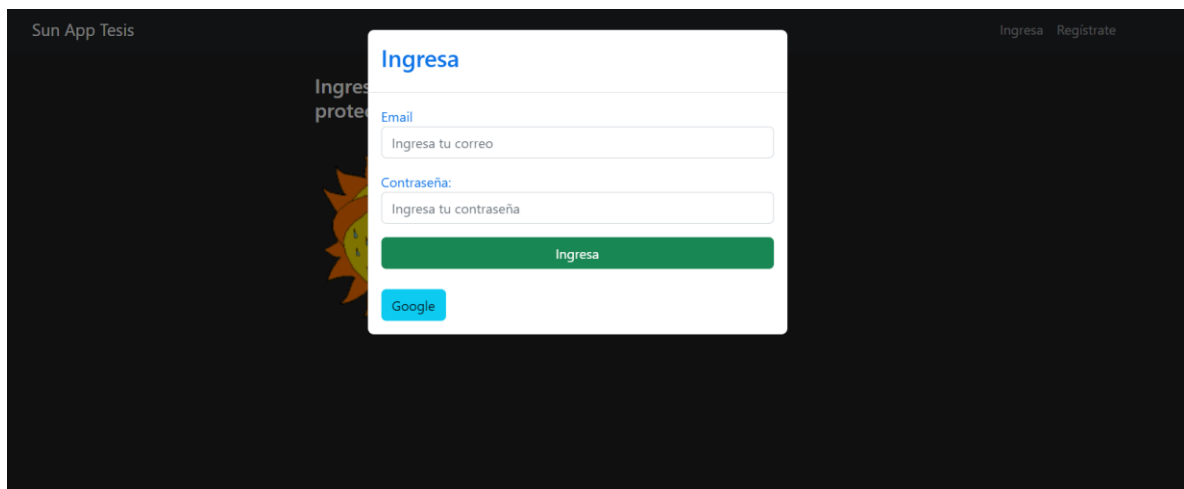 Sun App Tesis
Ingresa Regístrate
Ingresa
Email
Ingresa tu correo
Contraseña:
Ingresa tu contraseña
Ingresa
Google